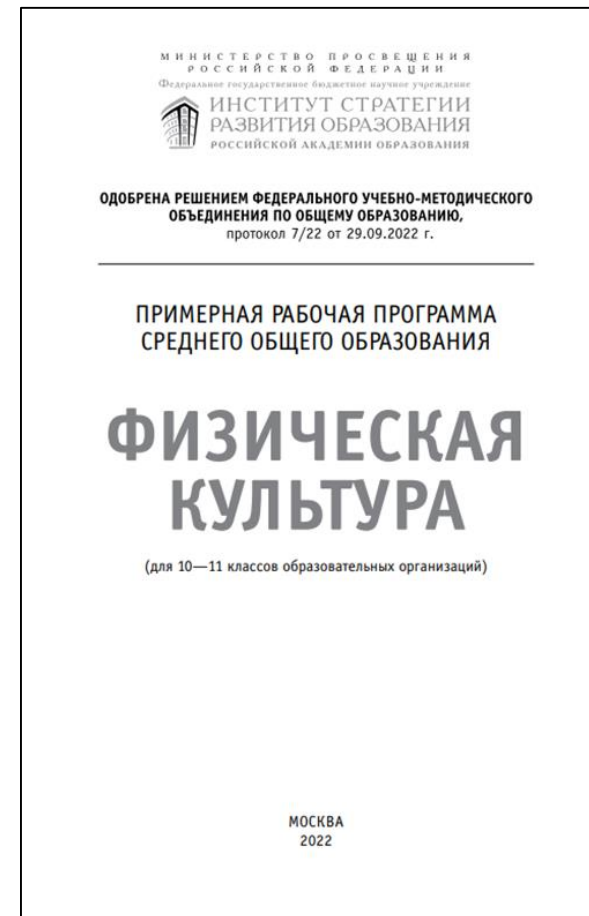 МИНИСТЕРСТВО ПРОСВЕЩЕНИЯ
РОССИЙСКОЙ ФЕДЕРАЦИИ
Федеральное государственное бюджетное научное учреждение
ИНСТИТУТ СТРАТЕГИИ
РАЗВИТИЯ ОБРАЗОВАНИЯ
РОССИЙСКОЙ АКАДЕМИИ ОБРАЗОВАНИЯ
ОДОБРЕНА РЕШЕНИЕМ ФЕДЕРАЛЬНОГО УЧЕБНО-МЕТОДИЧЕСКОГО
ОБЪЕДИНЕНИЯ ПО ОБЩЕМУ ОБРАЗОВАНИЮ,
протокол 7/22 от 29.09.2022 г.
ПРИМЕРНАЯ РАБОЧАЯ ПРОГРАММА
СРЕДНЕГО ОБЩЕГО ОБРАЗОВАНИЯ
ФИЗИЧЕСКАЯ
КУЛЬТУРА
(для 10—11 классов образовательных организаций)
МОСКВА
2022